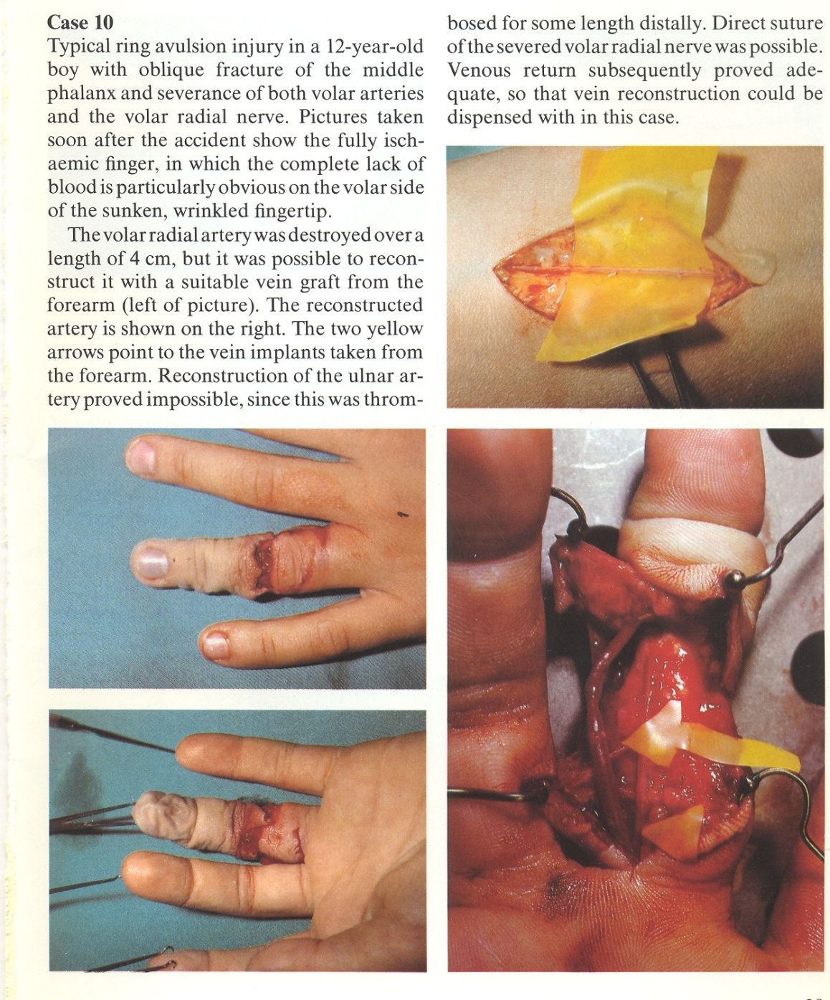 Case 10
Typical ring avulsion injury in a 12-year-old
boy with oblique fracture of the middle
phalanx and severance of both volar arteries
and the volar radial nerve. Pictures taken
soon after the accident show the fully isch-
aemic finger, in which the complete lack of
blood is particularly obvious on the volar side
of the sunken, wrinkled fingertip.
The volar radial artery was destroyed over a
length of 4 cm, but it was possible to recon-
struct it with a suitable vein graft from the
forearm (left of picture). The reconstructed
artery is shown on the right. The two yellow
arrows point to the vein implants taken from
the forearm. Reconstruction of the ulnar ar-
tery proved impossible, since this was throm-
bosed for some length distally. Direct suture
of the severed volar radial nerve was possible.
Venous return subsequently proved ade-
quate, so that vein reconstruction could be
dispensed with in this case.